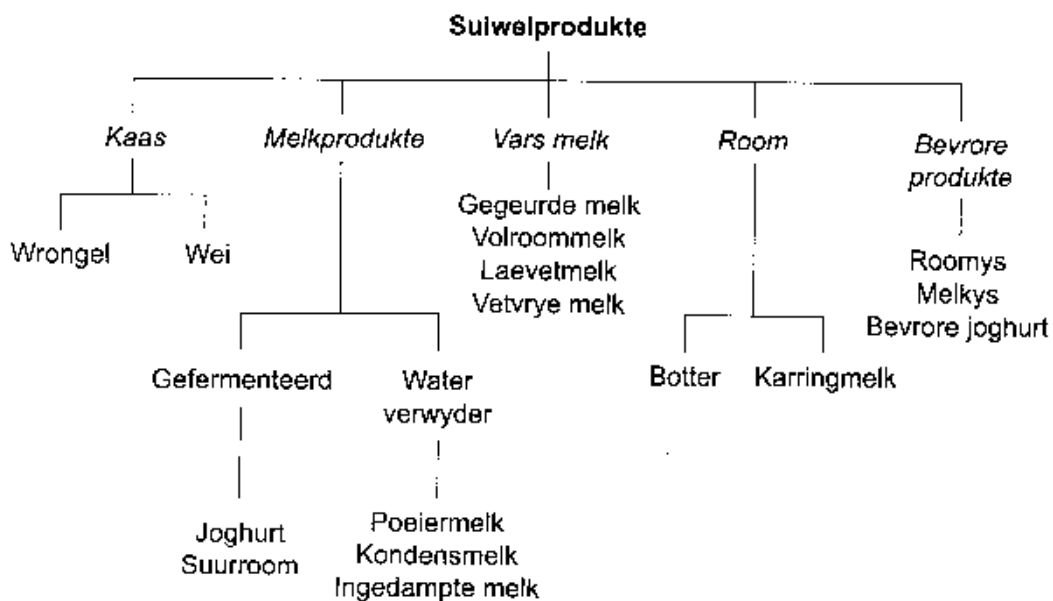 Suiwelprodukte
Kaas
Melkprodukte
Vars melk
Room
Bevrore
produkte
Wrongel
Wei
Gegeurde melk
Volroommelk
Laevetmelk
Vetvrye melk
Roomys
Melkys
Bevrore joghurt
Botter
Karringmelk
Gefermenteerd
Water
verwyder
Joghurt
Suurroom
Poeiermelk
Kondensmelk
Ingedampte melk